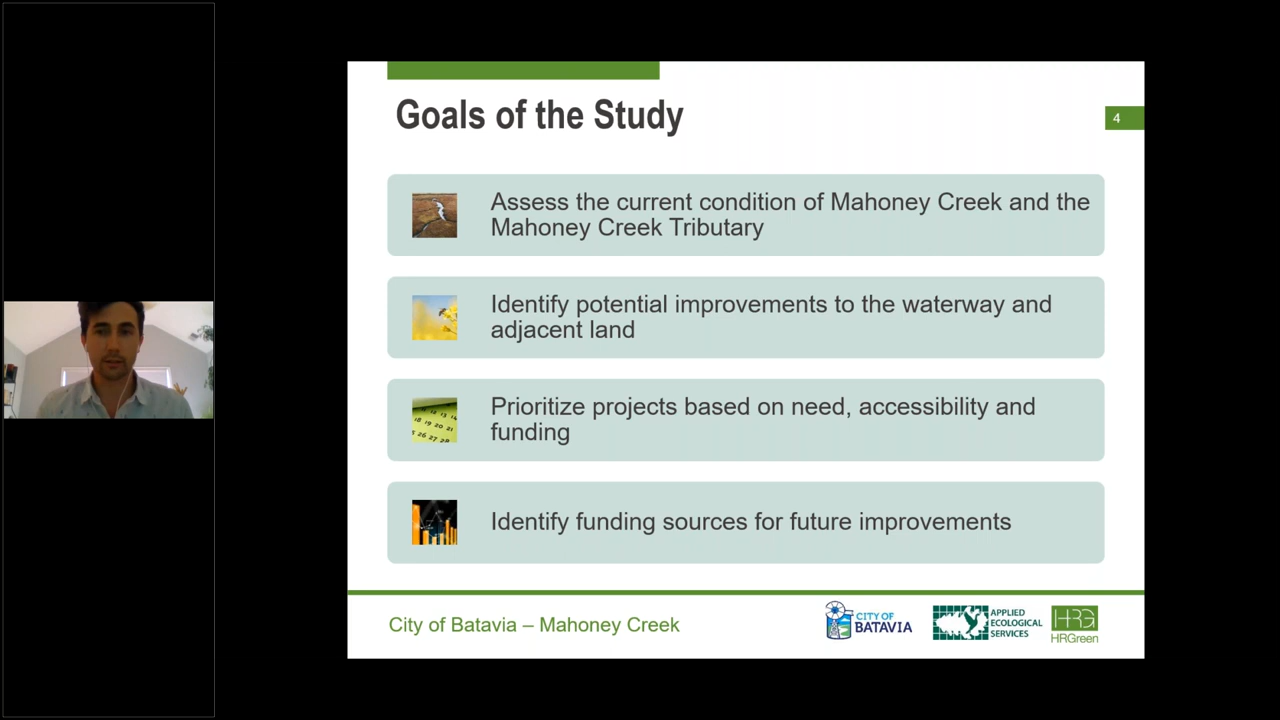 Goals of the Study
4
Assess the current condition of Mahoney Creek and the
Mahoney Creek Tributary
Identify potential improvements to the waterway and
adjacent land
Prioritize projects based on need, accessibility and
funding
Identify funding sources for future improvements
City of Batavia – Mahoney Creek
CITY OF
BATAVIA
APPLIED
ECOLOGICAL
SERVICES
HRG
HRGreen